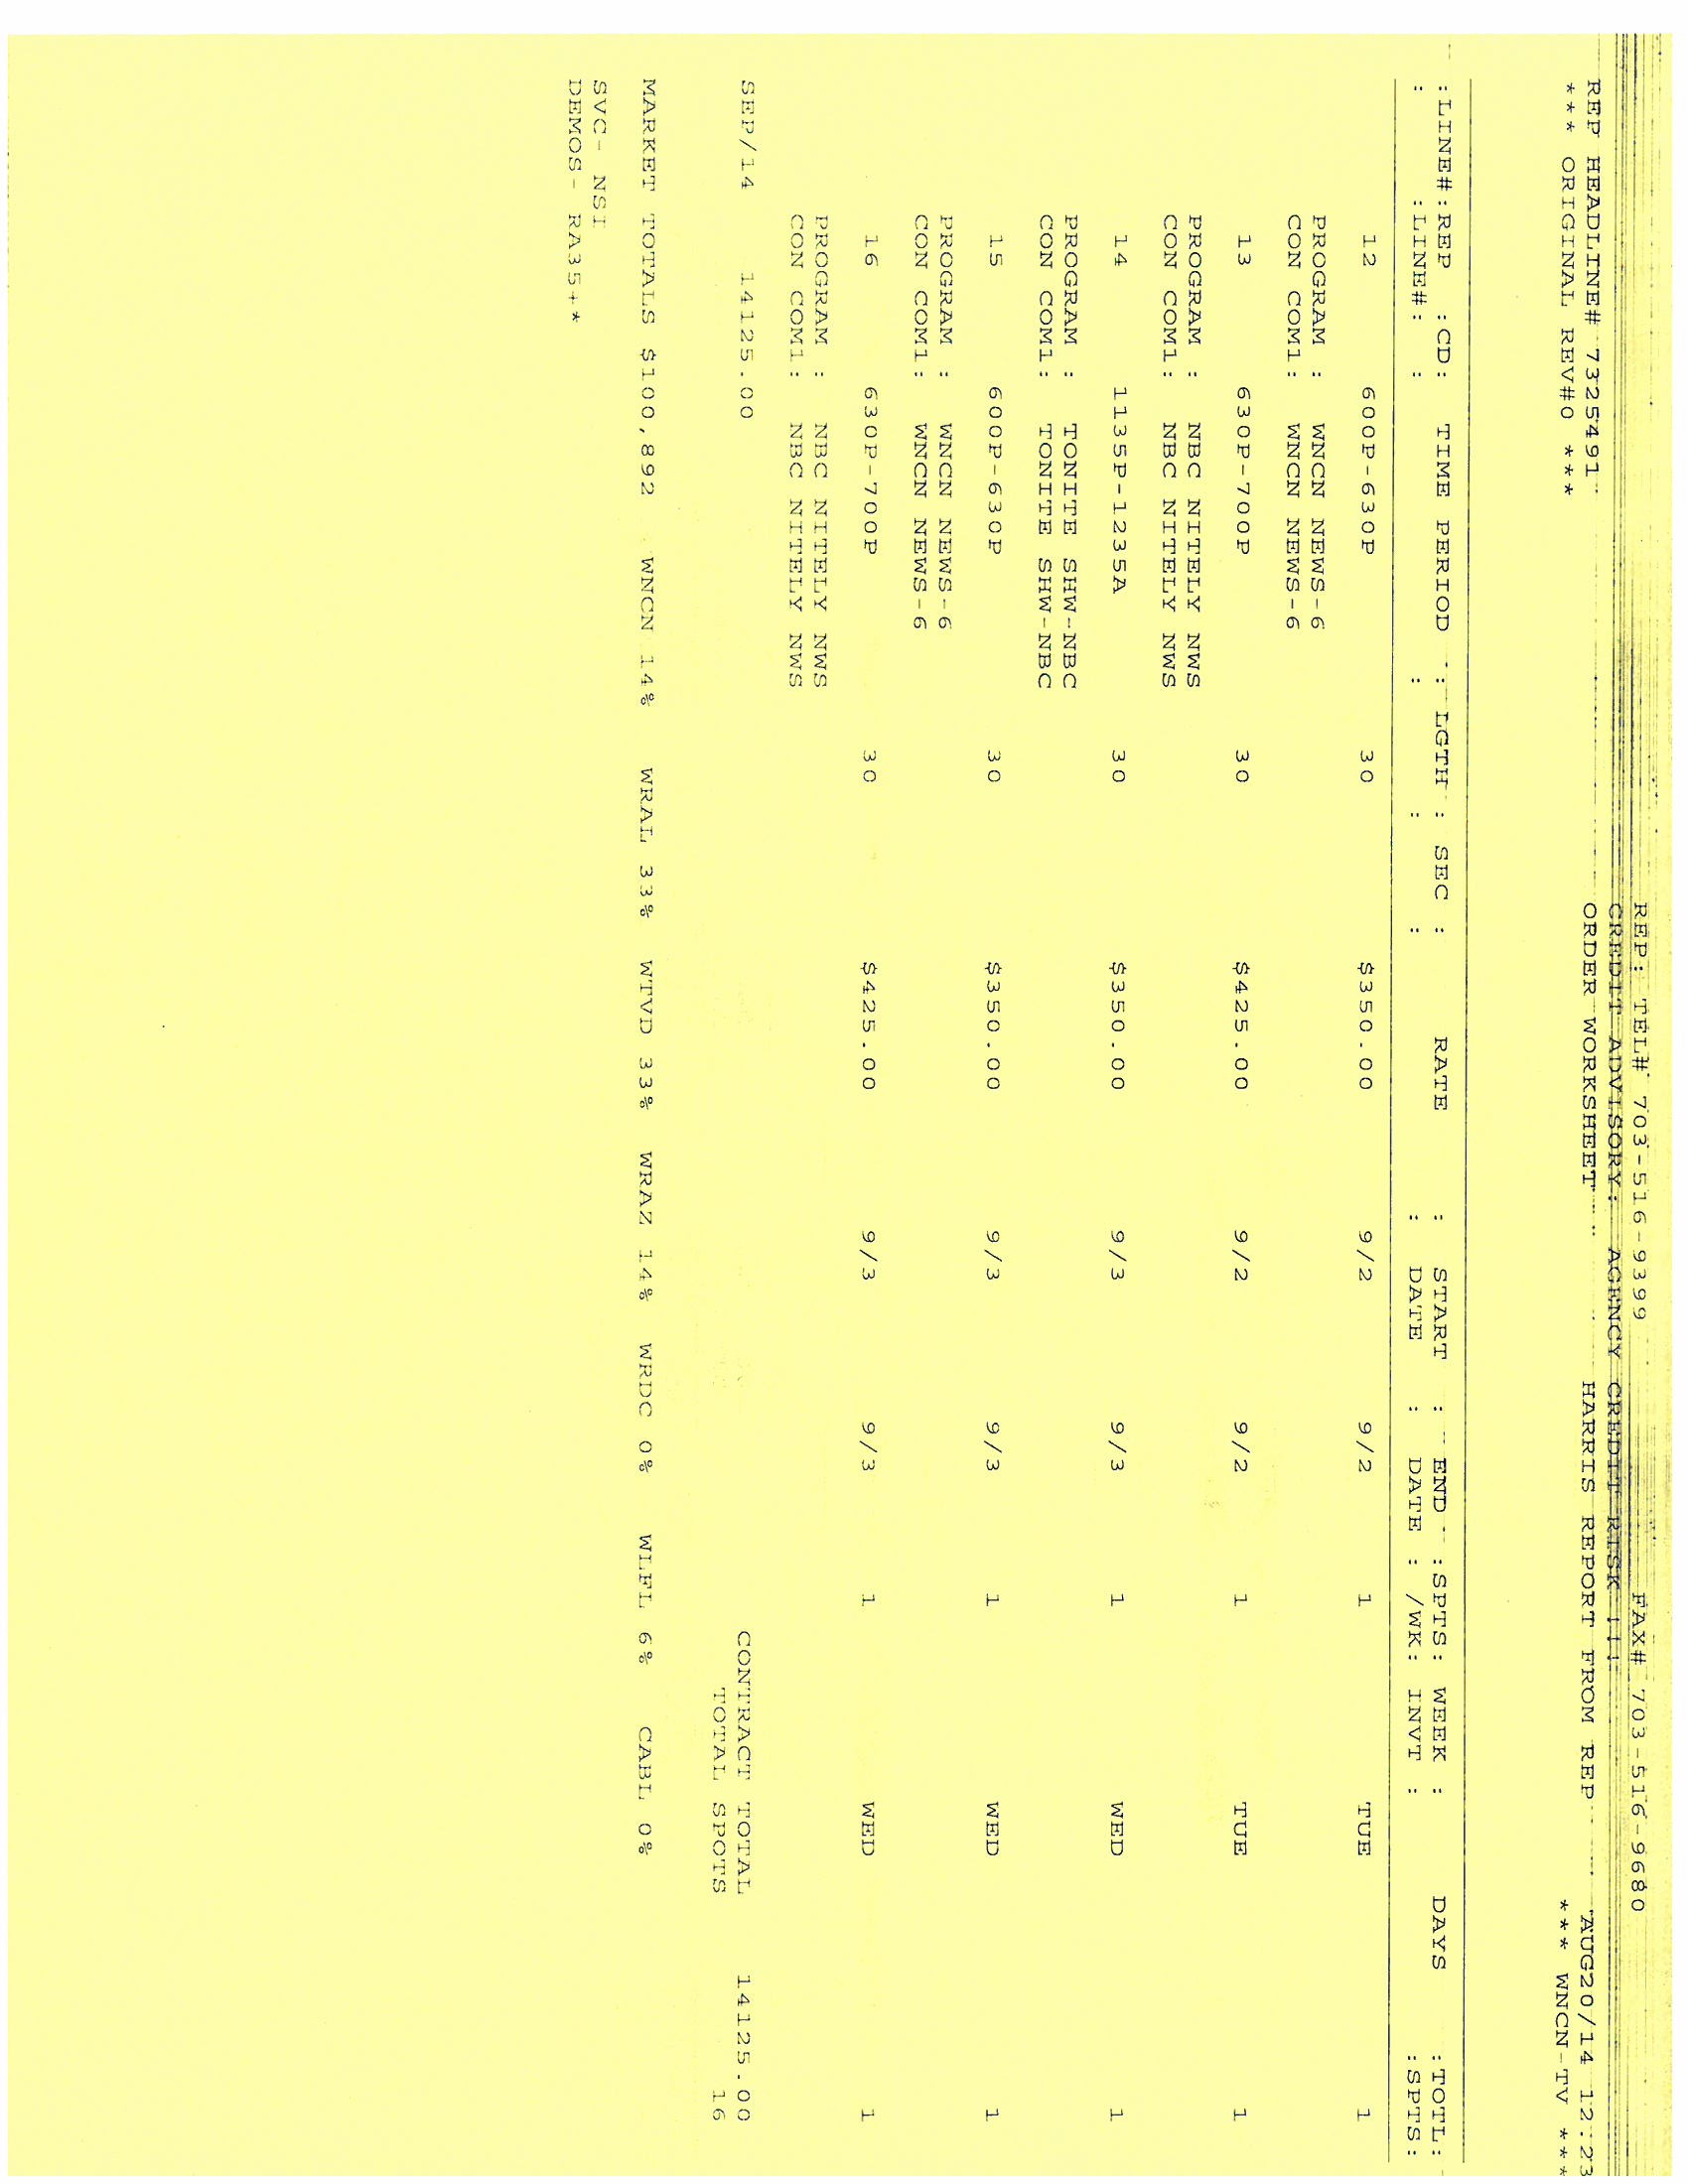 REP: TEL# 703-516-9399 FAX# 703-516-9680
CREDIT ADVISORY: AGENCY CREDIT RISK !!!
REP HEADLINE# 7325491 ORDER WORKSHEET HARRIS REPORT FROM REP AUG20/14 12.23
*** ORIGINAL REV#0 *** *** WNCN-TV ***
:LINE#:REP :CD: TIME PERIOD : LGTH : SEC : RATE : START : END :SPTS: WEEK : DAYS :TOTL:
: :LINE#: : : : : : DATE : DATE : /WK: INVT : :SPTS:
12 600P-630P 30 $350.00 9/2 9/2 1 TUE 1
PROGRAM : WNCN NEWS-6
CON COM1: WNCN NEWS-6
13 630P-700P 30 $425.00 9/2 9/2 1 TUE 1
PROGRAM : NBC NITELY NWS
CON COM1: NBC NITELY NWS
14 1135P-1235A 30 $350.00 9/3 9/3 1 WED 1
PROGRAM : TONITE SHW-NBC
CON COM1: TONITE SHW-NBC
15 600P-630P 30 $350.00 9/3 9/3 1 WED 1
PROGRAM : WNCN NEWS-6
CON COM1: WNCN NEWS-6
16 630P-700P 30 $425.00 9/3 9/3 1 WED 1
PROGRAM : NBC NITELY NWS
CON COM1: NBC NITELY NWS
SEP/14 14125.00 CONTRACT TOTAL 14125.00
TOTAL SPOTS 16
MARKET TOTALS $100,892 WNCN 14% WRAL 33% WTVD 33% WRAZ 14% WRDC 0% WLFL 6% CABL 0%
SVC- NSI
DEMOS- RA35+*